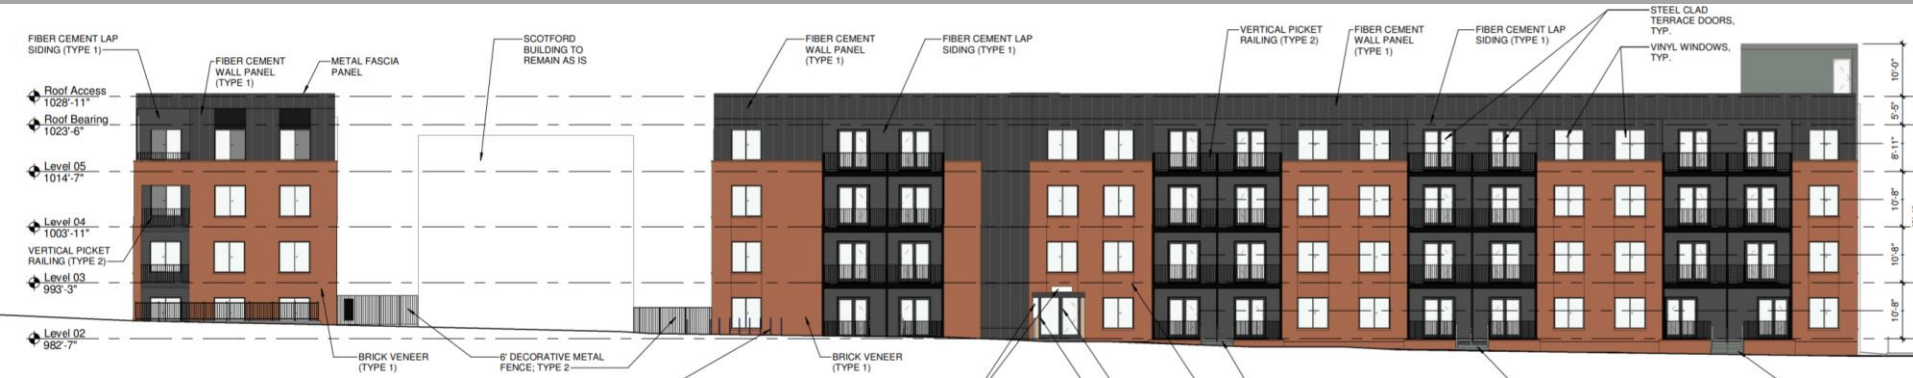 STEEL CLAD
TERRACE DOORS,
TYP.
FIBER CEMENT LAP
SIDING (TYPE 1)
SCOTFORD
BUILDING TO
REMAIN AS IS
FIBER CEMENT
WALL PANEL
(TYPE 1)
FIBER CEMENT LAP
SIDING (TYPE 1)
VERTICAL PICKET
RAILING (TYPE 2)
FIBER CEMENT
WALL PANEL
(TYPE 1)
FIBER CEMENT LAP
SIDING (TYPE 1)
VINYL WINDOWS,
TYP.
FIBER CEMENT
WALL PANEL
(TYPE 1)
METAL FASCIA
PANEL
10'-0"
Roof Access
1028'-11"
5'-5"
Roof Bearing
1023'-6"
8'-11"
Level 05
1014'-7"
10'-8"
Level 04
1003'-11"
10'-8"
VERTICAL PICKET
RAILING (TYPE 2)
Level 03
993'-3"
10'-8"
Level 02
982'-7"
BRICK VENEER
(TYPE 1)
6' DECORATIVE METAL
FENCE; TYPE 2
BRICK VENEER
(TYPE 1)